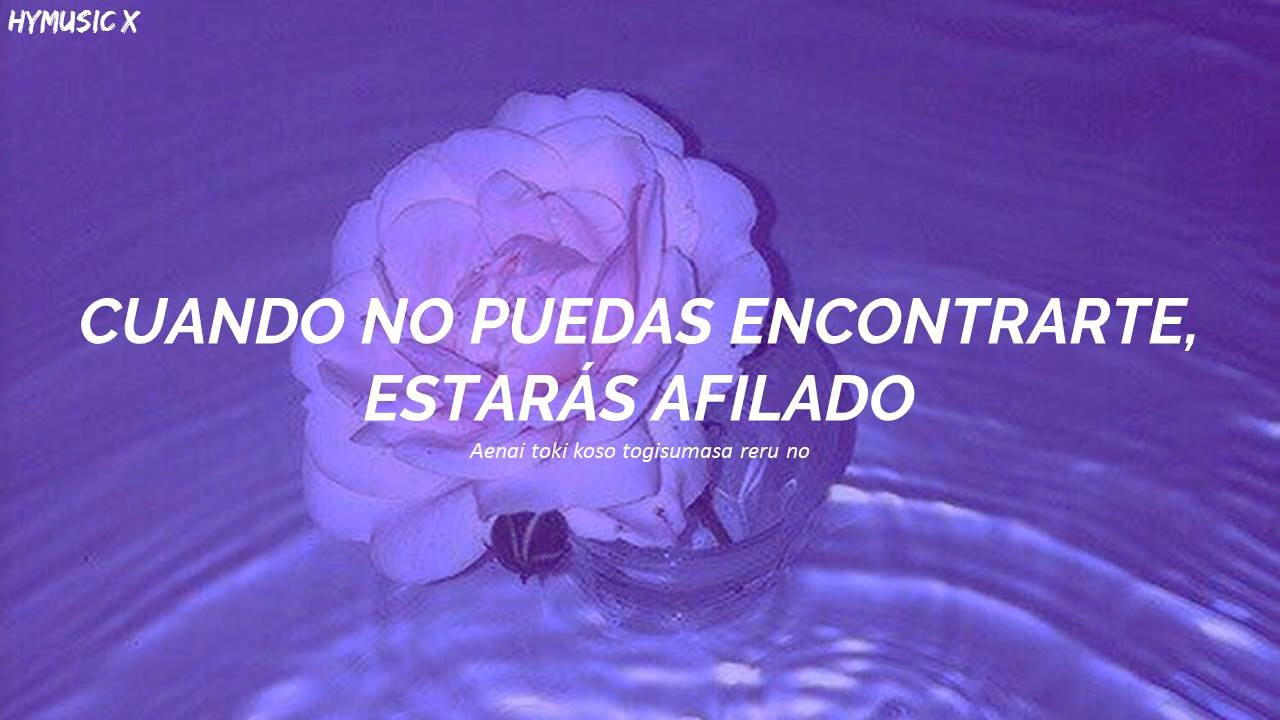 HYMUSIC X
CUANDO NO PUEDAS ENCONTRARTE,
ESTARÁS AFILADO
Aenai toki koso togisumasa reru no